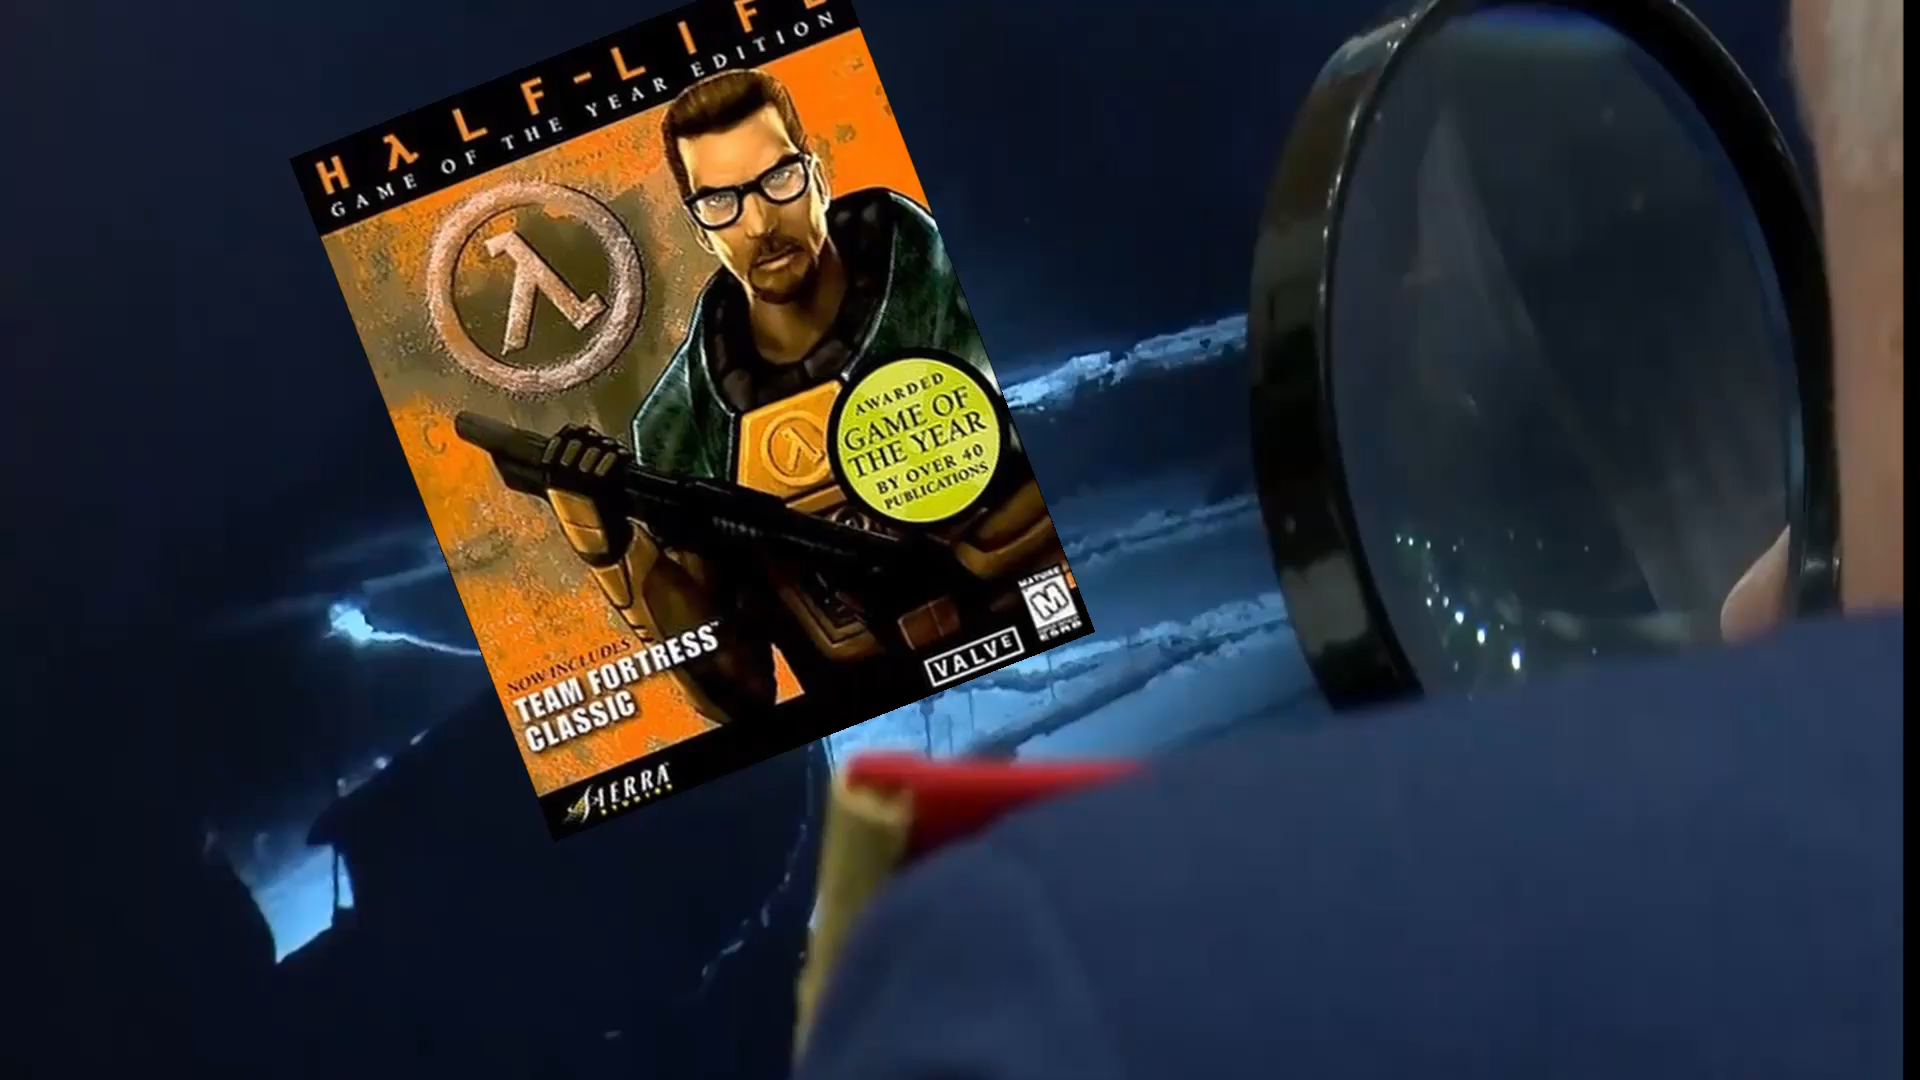 HλLF-LIFE
GAME OF THE YEAR EDITION
AWARDED
GAME OF
THE YEAR
BY OVER 40
PUBLICATIONS
NOW INCLUDES
TEAM FORTRESS™
CLASSIC
MATURE
M
ESRB
VALVE
SIERRA
STUDIOS